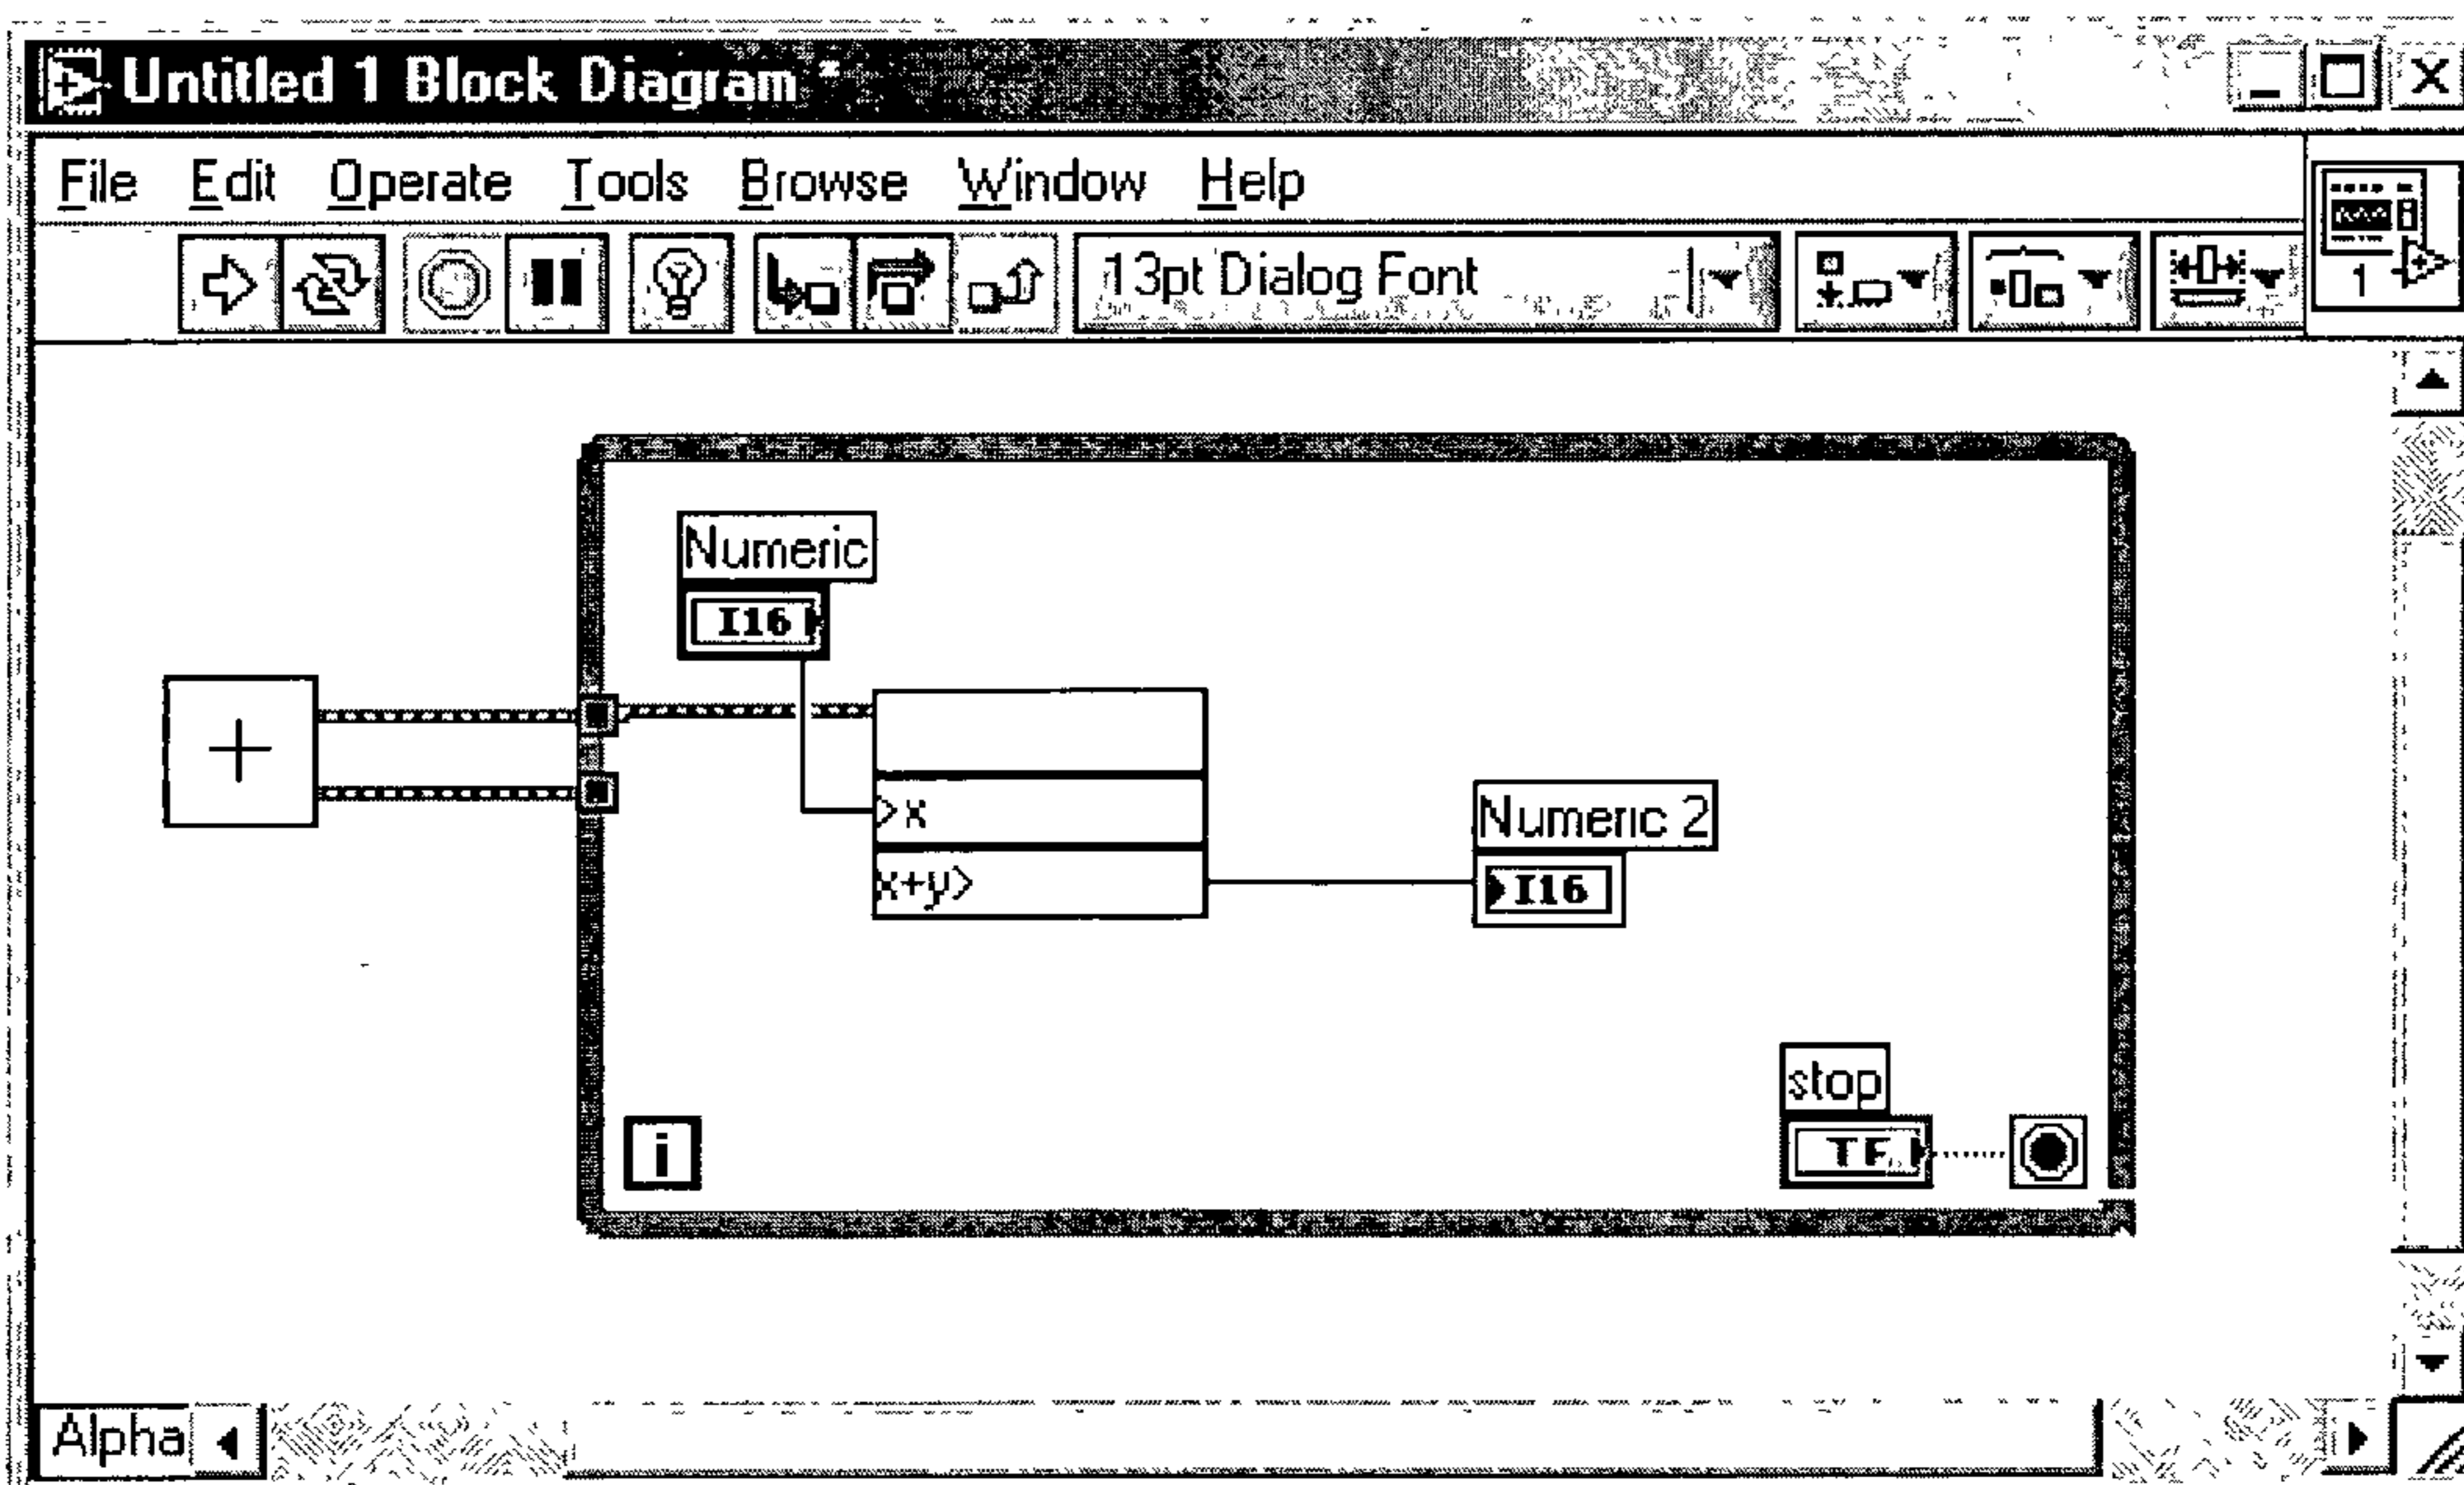 Untitled 1 Block Diagram *
File Edit Operate Tools Browse Window Help
13pt Dialog Font
1
Numeric
I16
+
>x
x+y>
Numeric 2
I16
stop
TF
i
Alpha